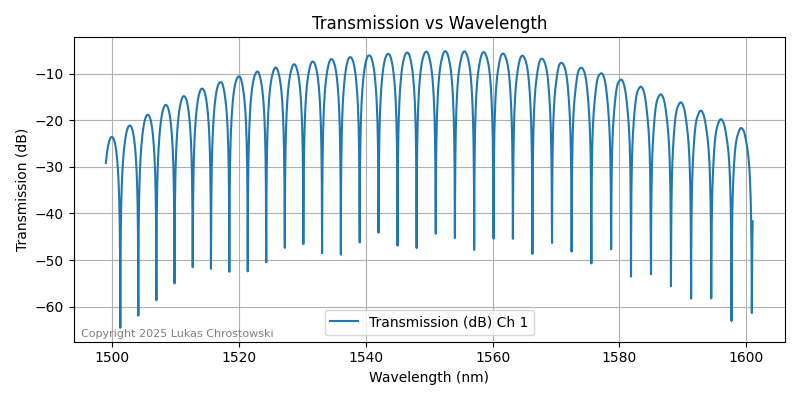 Transmission vs Wavelength
Transmission (dB)
−10
−20
−30
−40
−50
−60
Copyright 2025 Lukas Chrostowski
Transmission (dB) Ch 1
1500
1520
1540
1560
1580
1600
Wavelength (nm)